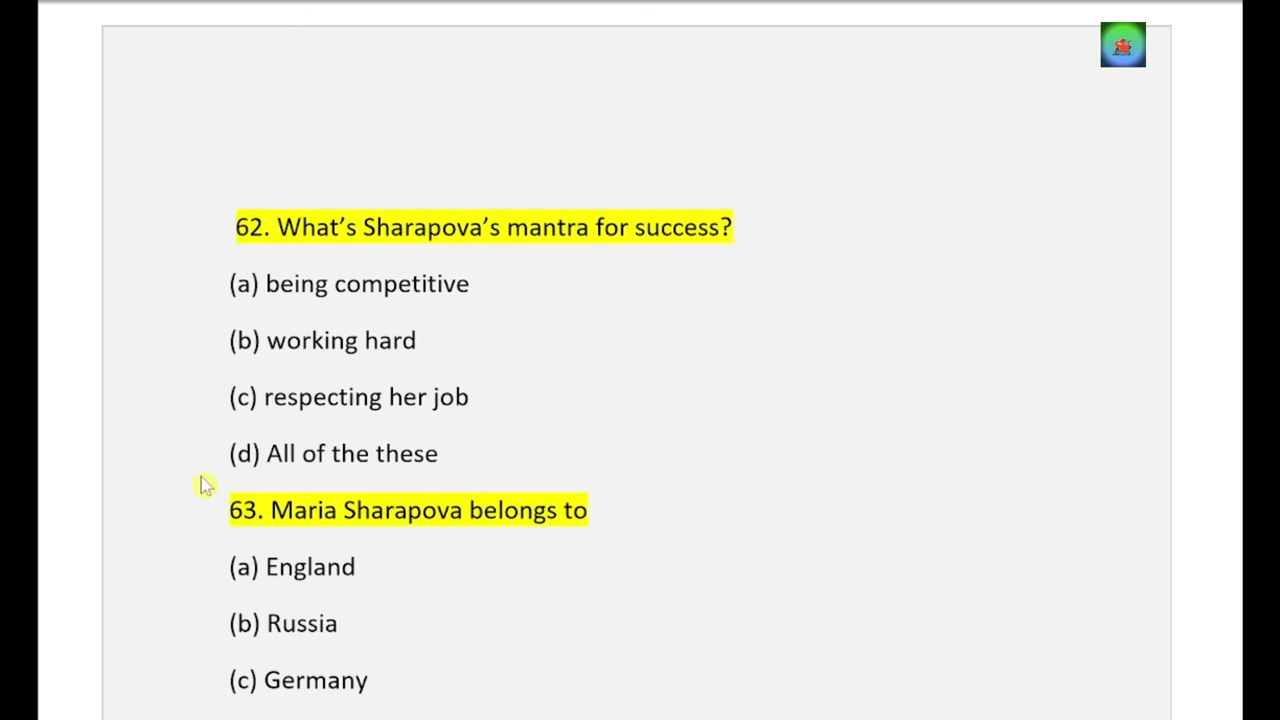 62. What’s Sharapova’s mantra for success?
(a) being competitive
(b) working hard
(c) respecting her job
(d) All of the these
63. Maria Sharapova belongs to
(a) England
(b) Russia
(c) Germany